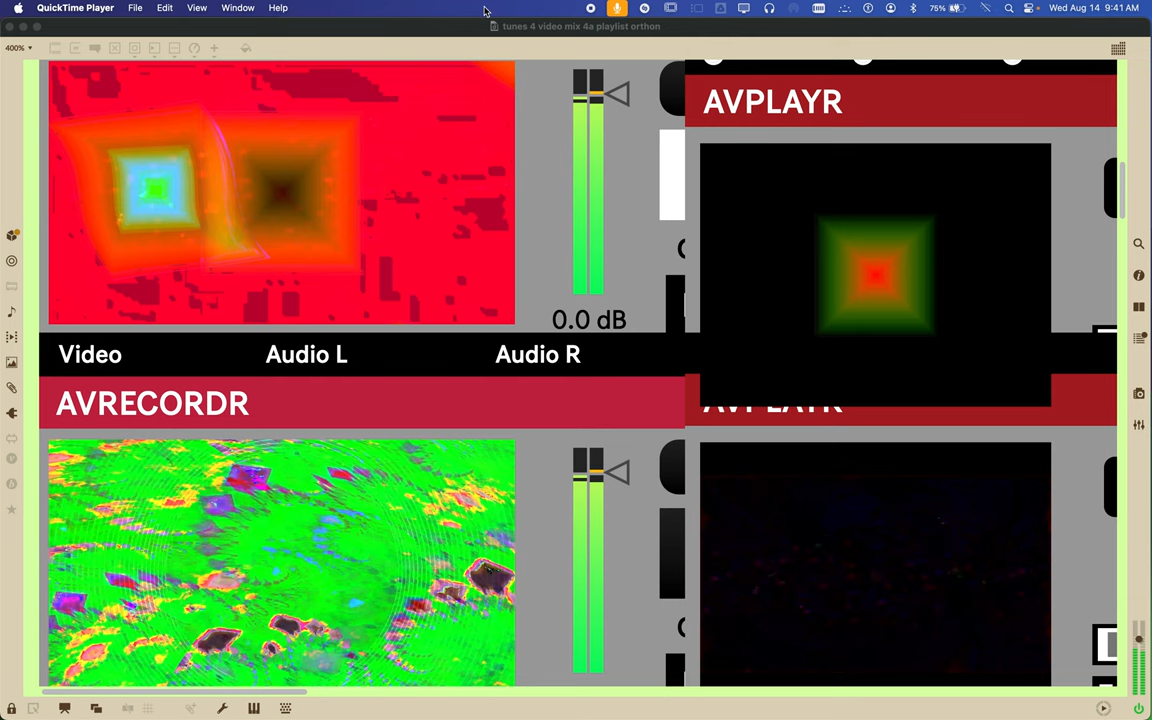 QuickTime Player File Edit View Window Help 75% Wed Aug 14 9:41 AM
tunes 4 video mix 4a playlist orthon
400%
AVPLAYR
0.0 dB
Video Audio L Audio R
AVRECORDR